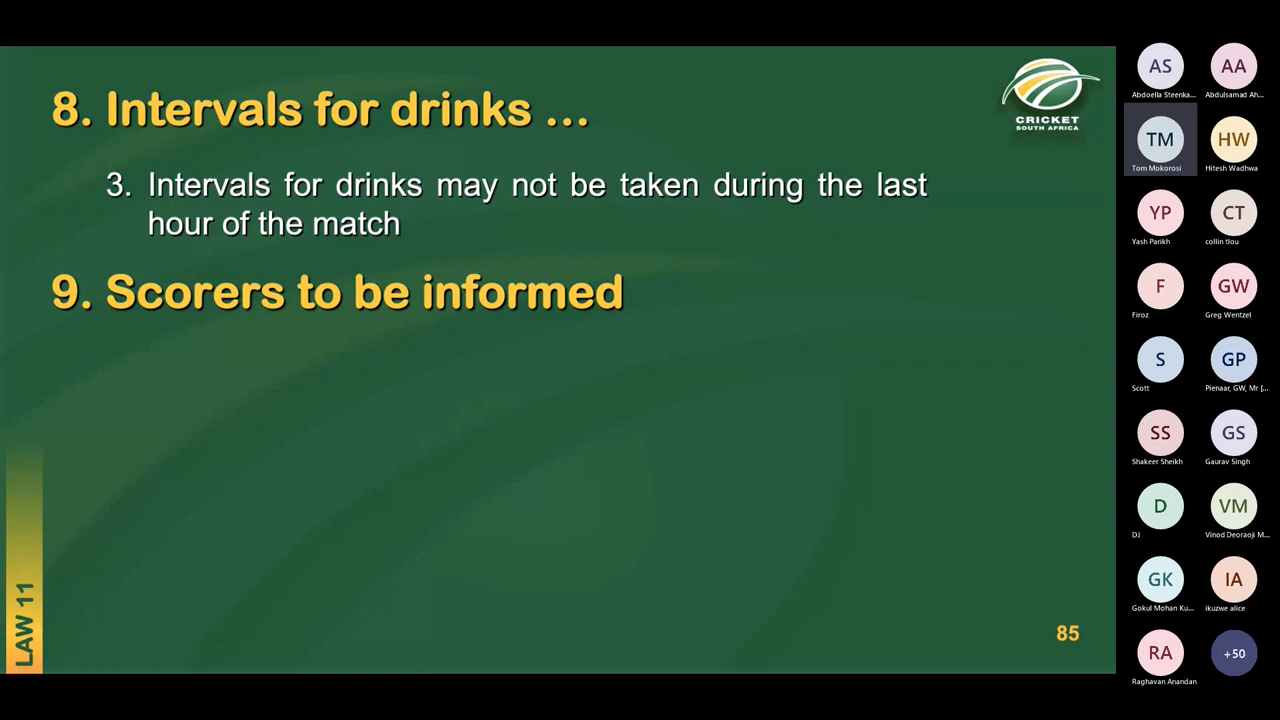 8. Intervals for drinks ...
3. Intervals for drinks may not be taken during the last
hour of the match
9. Scorers to be informed
CRICKET
SOUTH AFRICA
LAW 11
85
AS
Abdoella Steenka...
AA
Abdulsamad Ah...
TM
Tom Mokorosi
HW
Hitesh Wadhwa
YP
Yash Parikh
CT
collin tlou
F
Firoz
GW
Greg Wentzel
S
Scott
GP
Pienaar, GW, Mr [...
SS
Shakeer Sheikh
GS
Gaurav Singh
D
DJ
VM
Vinod Deoraoji M...
GK
Gokul Mohan Ku...
IA
ikuzwe alice
RA
Raghavan Anandan
+50